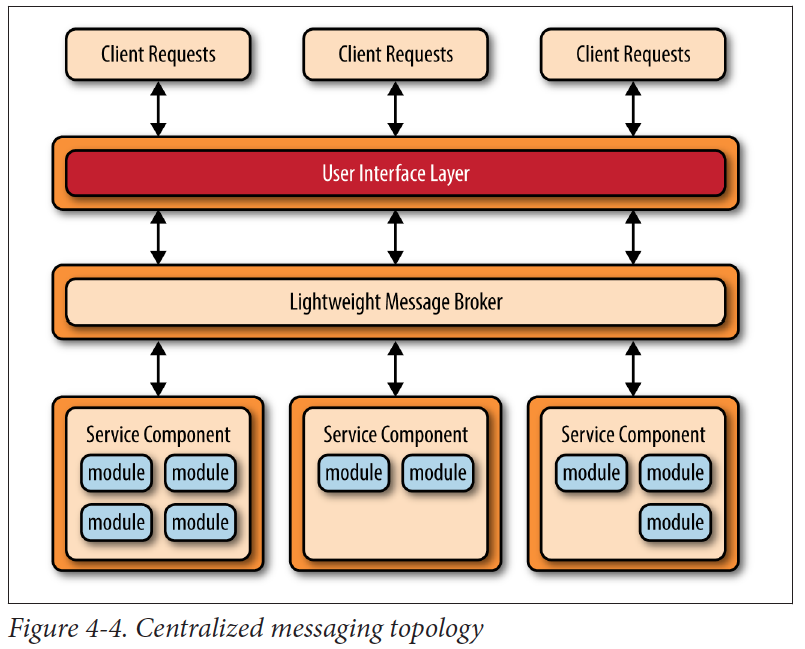 Client Requests
Client Requests
Client Requests
User Interface Layer
Lightweight Message Broker
Service Component
module module
module module
Service Component
module module
Service Component
module module
module
Figure 4-4. Centralized messaging topology